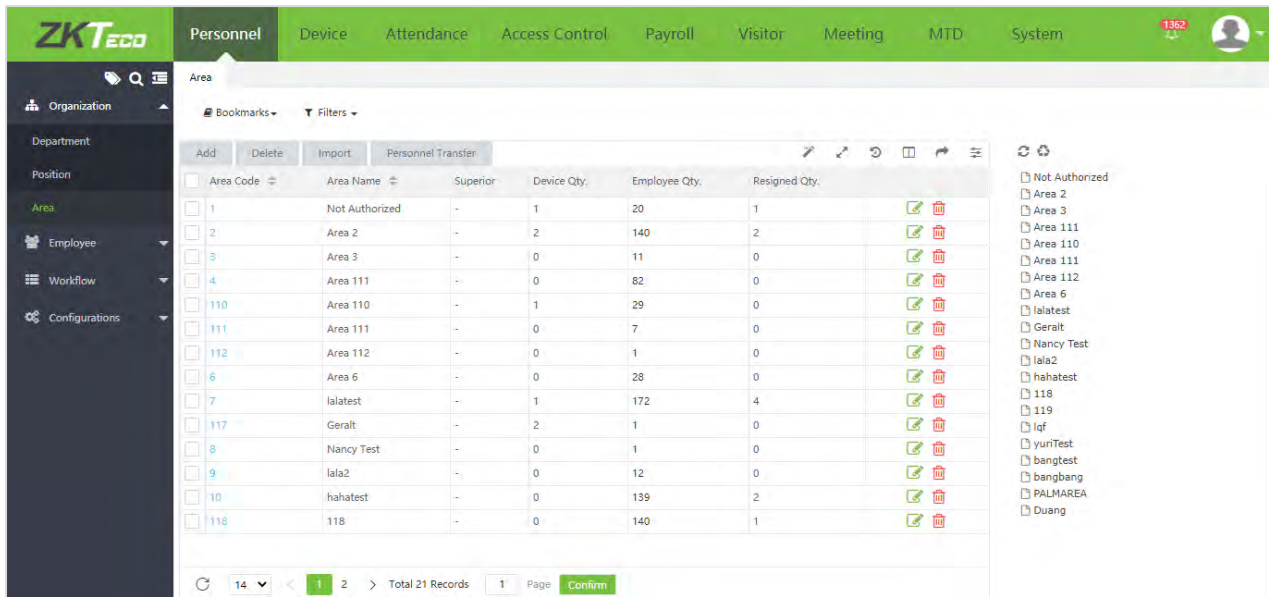 ZKTeco
Personnel Device Attendance Access Control Payroll Visitor Meeting MTD System 1362
Area
Organization
Department
Position
Area
Employee
Workflow
Configurations
Bookmarks Filters
Add Delete Import Personnel Transfer
Area Code Area Name Superior Device Qty. Employee Qty. Resigned Qty.
1 Not Authorized - 1 20 1
2 Area 2 - 2 140 2
3 Area 3 - 0 11 0
4 Area 111 - 0 82 0
110 Area 110 - 1 29 0
111 Area 111 - 0 7 0
112 Area 112 - 0 1 0
6 Area 6 - 0 28 0
7 lalatest - 1 172 4
117 Geralt - 2 1 0
8 Nancy Test - 0 1 0
9 lala2 - 0 12 0
10 hahatest - 0 139 2
118 118 - 0 140 1
14 < 1 2 > Total 21 Records 1 Page Confirm
Not Authorized
Area 2
Area 3
Area 111
Area 110
Area 111
Area 112
Area 6
lalatest
Geralt
Nancy Test
lala2
hahatest
118
119
lqf
yuriTest
bangtest
bangbang
PALMAREA
Duang